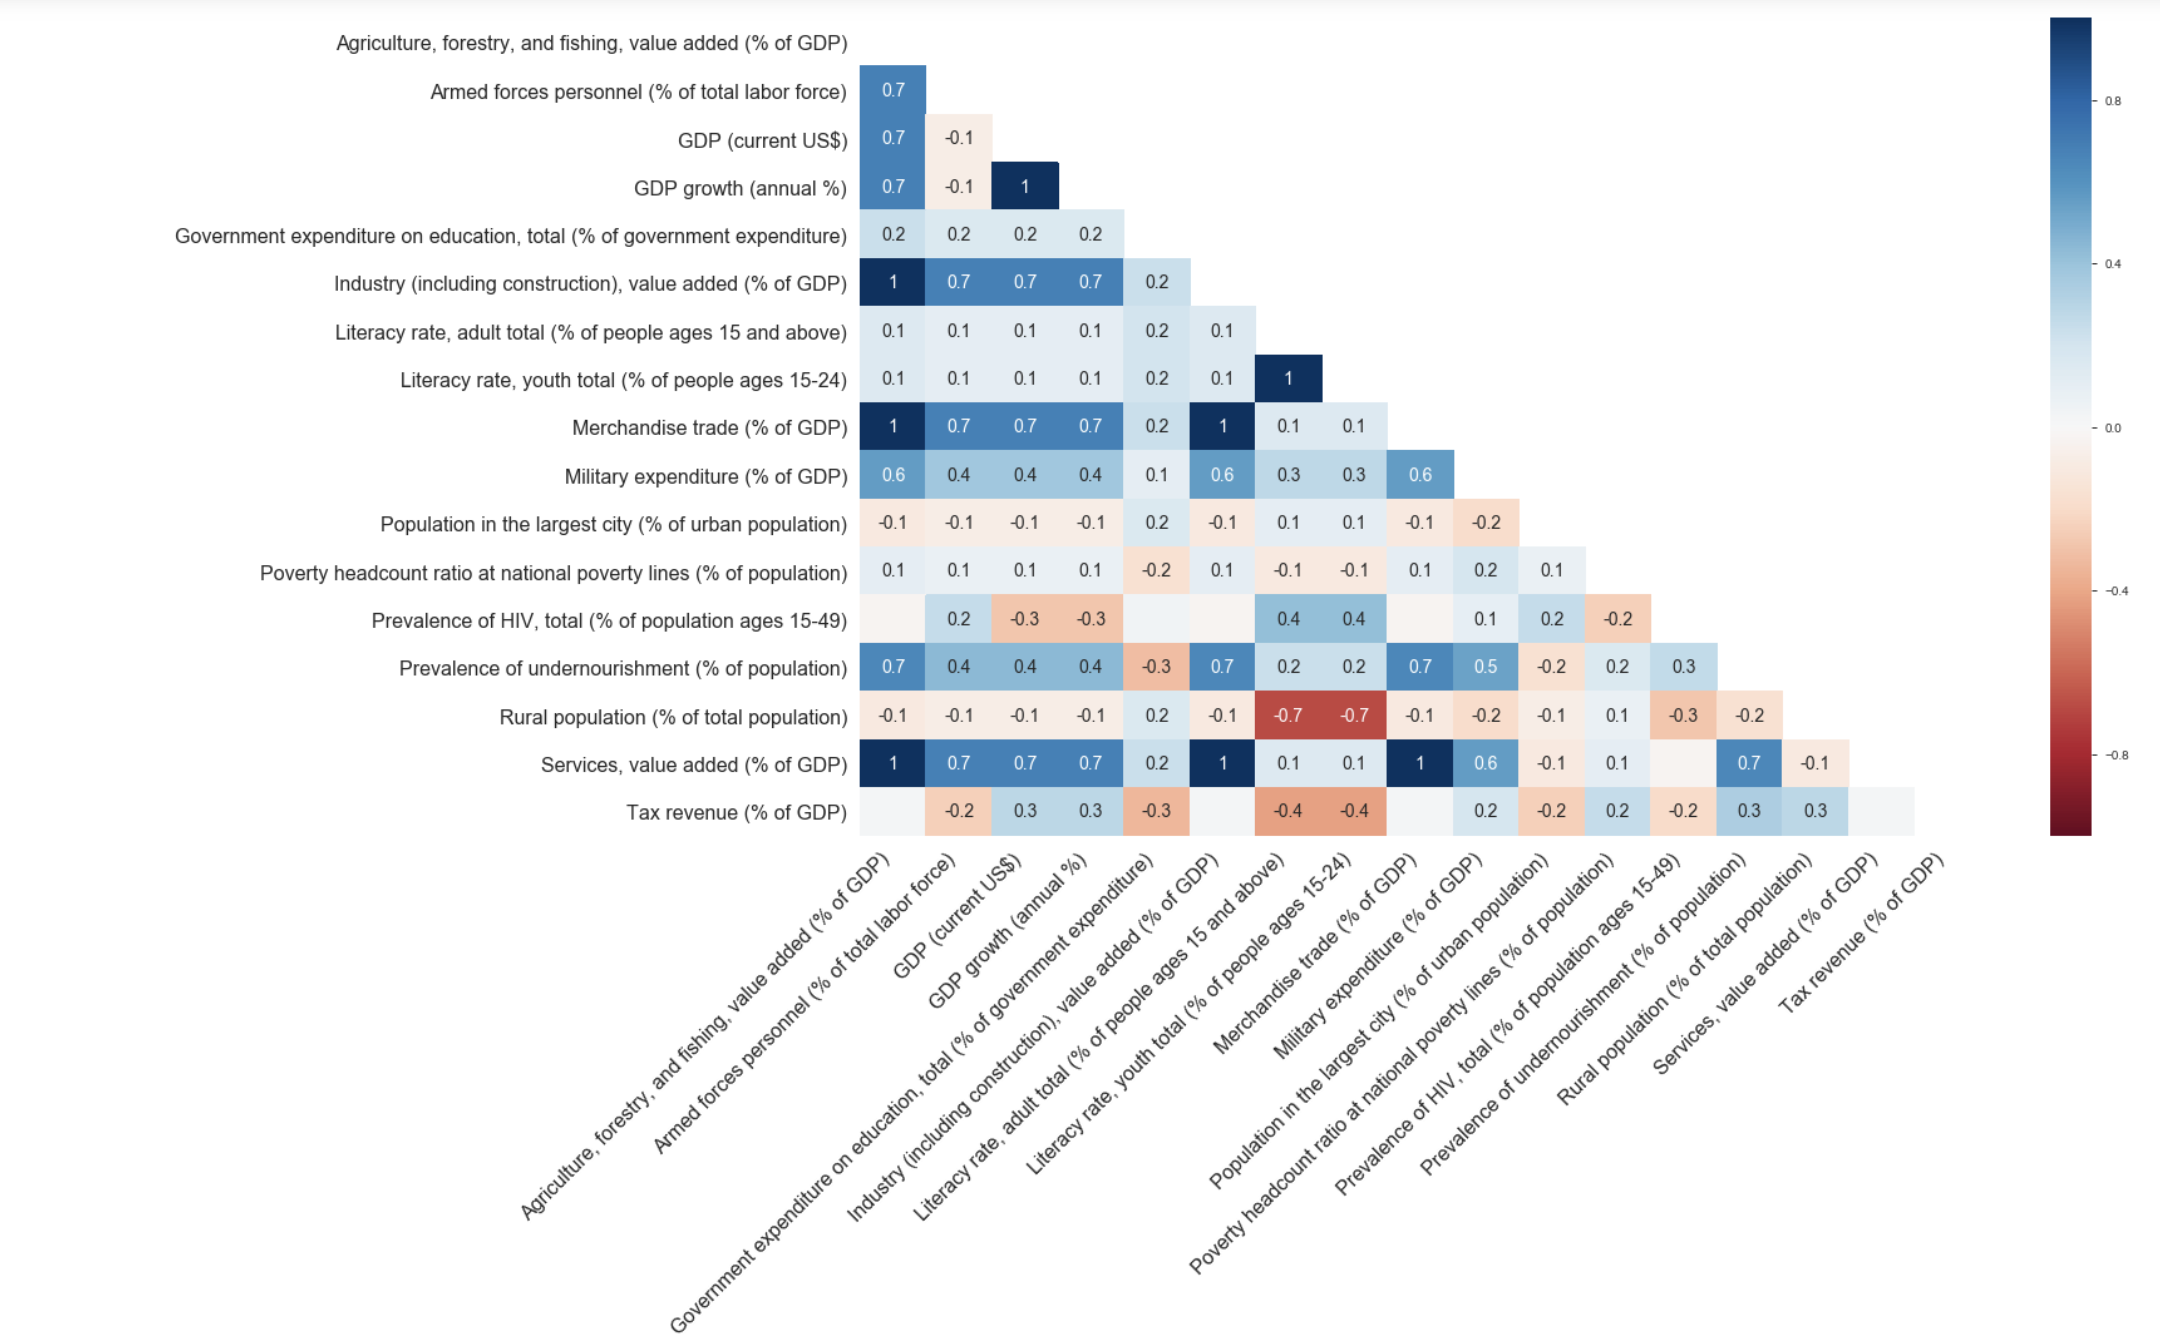 Agriculture, forestry, and fishing, value added (% of GDP)
Armed forces personnel (% of total labor force) 0.7
GDP (current US$) 0.7 -0.1
0.8
GDP growth (annual %) 0.7 -0.1 1
Government expenditure on education, total (% of government expenditure) 0.2 0.2 0.2 0.2
0.4
Industry (including construction), value added (% of GDP) 1 0.7 0.7 0.7 0.2
Literacy rate, adult total (% of people ages 15 and above) 0.1 0.1 0.1 0.1 0.2 0.1
Literacy rate, youth total (% of people ages 15-24) 0.1 0.1 0.1 0.1 0.2 0.1 1
Merchandise trade (% of GDP) 1 0.7 0.7 0.7 0.2 1 0.1 0.1
0.0
Military expenditure (% of GDP) 0.6 0.4 0.4 0.4 0.1 0.6 0.3 0.3 0.6
Population in the largest city (% of urban population) -0.1 -0.1 -0.1 -0.1 0.2 -0.1 0.1 0.1 -0.1 -0.2
Poverty headcount ratio at national poverty lines (% of population) 0.1 0.1 0.1 0.1 -0.2 0.1 -0.1 -0.1 0.1 0.2 0.1
-0.4
Prevalence of HIV, total (% of population ages 15-49) 0.2 -0.3 -0.3 0.4 0.4 0.1 0.2 -0.2
Prevalence of undernourishment (% of population) 0.7 0.4 0.4 0.4 -0.3 0.7 0.2 0.2 0.7 0.5 -0.2 0.2 0.3
Rural population (% of total population) -0.1 -0.1 -0.1 -0.1 0.2 -0.1 -0.7 -0.7 -0.1 -0.2 -0.1 0.1 -0.3 -0.2
-0.8
Services, value added (% of GDP) 1 0.7 0.7 0.7 0.2 1 0.1 0.1 1 0.6 -0.1 0.1 0.7 -0.1
Tax revenue (% of GDP) -0.2 0.3 0.3 -0.3 -0.4 -0.4 0.2 -0.2 0.2 -0.2 0.3 0.3
Agriculture, forestry, and fishing, value added (% of GDP)
Armed forces personnel (% of total labor force)
GDP (current US$)
GDP growth (annual %)
Government expenditure on education, total (% of government expenditure)
Industry (including construction), value added (% of GDP)
Literacy rate, adult total (% of people ages 15 and above)
Literacy rate, youth total (% of people ages 15-24)
Merchandise trade (% of GDP)
Military expenditure (% of GDP)
Population in the largest city (% of urban population)
Poverty headcount ratio at national poverty lines (% of population)
Prevalence of HIV, total (% of population ages 15-49)
Prevalence of undernourishment (% of population)
Rural population (% of total population)
Services, value added (% of GDP)
Tax revenue (% of GDP)